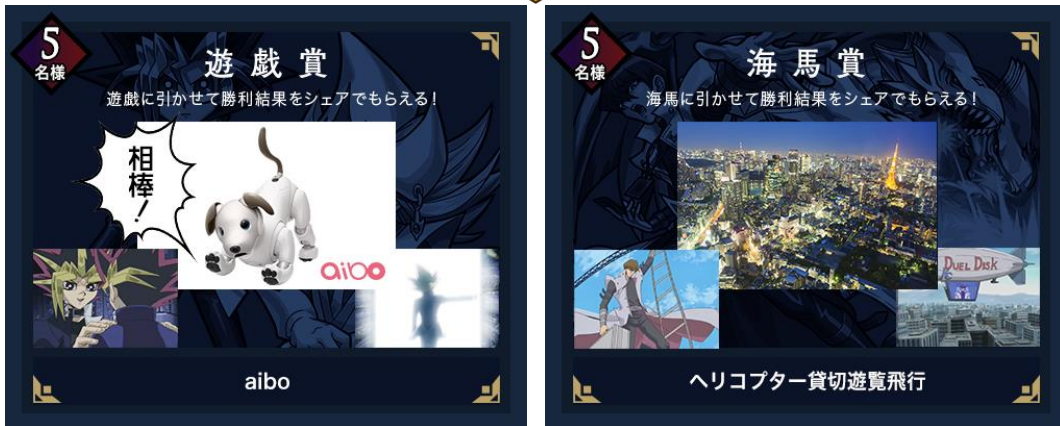 5
名様
遊戯賞
遊戯に引かせて勝利結果をシェアでもらえる！
相棒！
aibo
aibo
5
名様
海馬賞
海馬に引かせて勝利結果をシェアでもらえる！
DUEL DISK
ヘリコプター貸切遊覧飛行